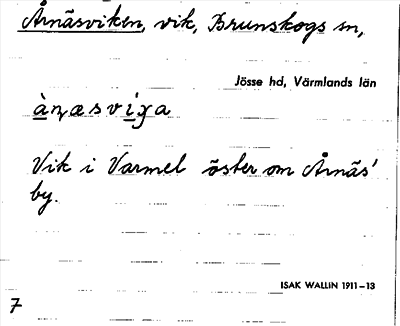 Årnäsviken, vik, Brunskogs sn,
Jösse hd, Värmlands län
Vik i Varmel öster om Årnäs'
by.
ISAK WALLIN 1911–13
7